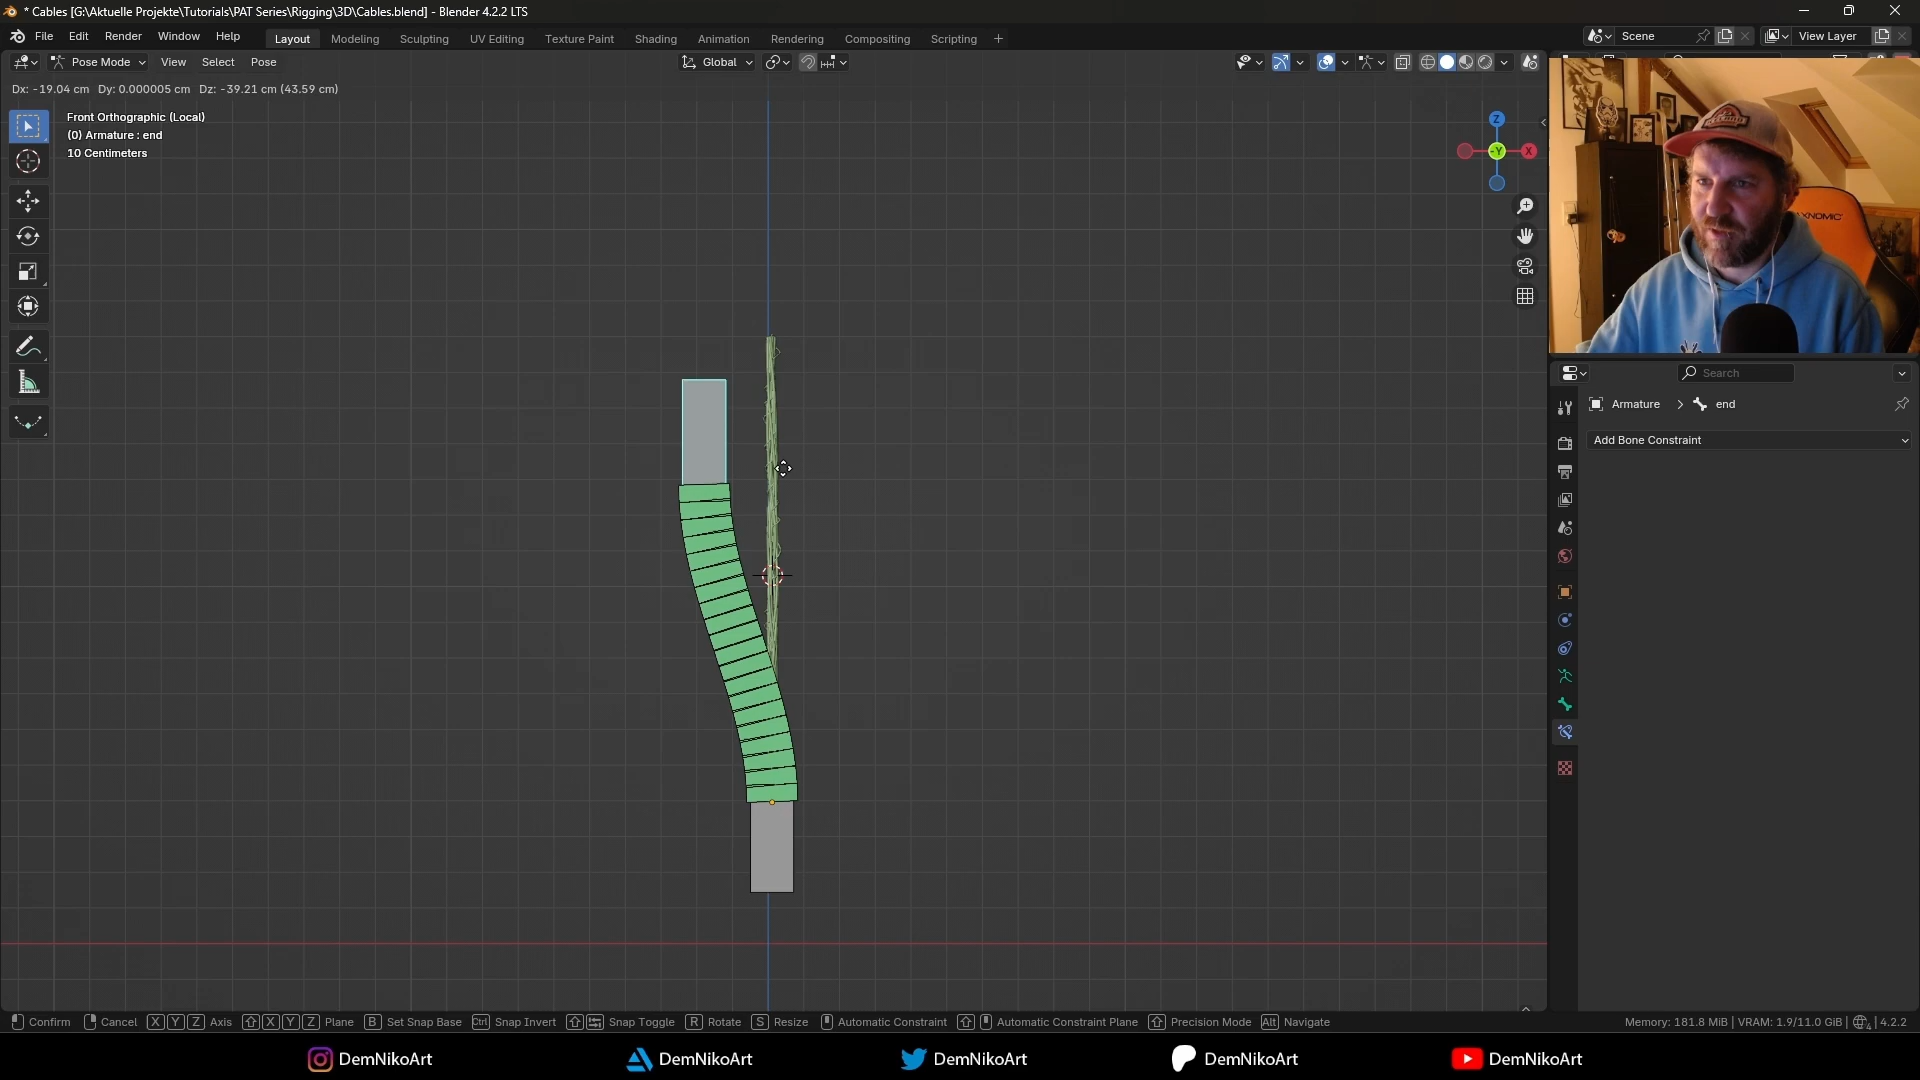 * Cables [G:\Aktuelle Projekte\Tutorials\PAT Series\Rigging\3D\Cables.blend] - Blender 4.2.2 LTS
File Edit Render Window Help Layout Modeling Sculpting UV Editing Texture Paint Shading Animation Rendering Compositing Scripting + Scene View Layer
Pose Mode View Select Pose Global
Dx: -19.04 cm Dy: 0.000005 cm Dz: -39.21 cm (43.59 cm)
Front Orthographic (Local)
(0) Armature : end
10 Centimeters
Z
-Y X
Search
Armature > end
Add Bone Constraint
Confirm Cancel X Y Z Axis X Y Z Plane B Set Snap Base Ctrl Snap Invert Snap Toggle R Rotate S Resize Automatic Constraint Automatic Constraint Plane Precision Mode Alt Navigate Memory: 181.8 MiB | VRAM: 1.9/11.0 GiB | 4.2.2
DemNikoArt DemNikoArt DemNikoArt DemNikoArt DemNikoArt